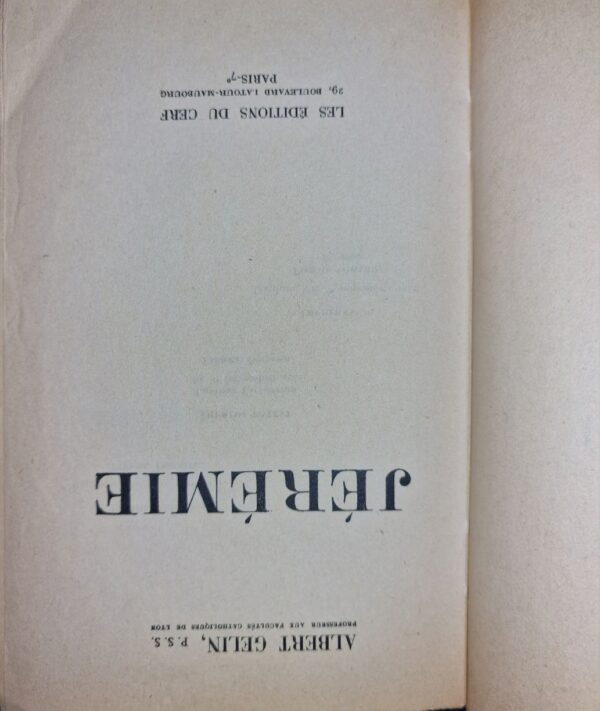 ALBERT GELIN, P. S. S.
PROFESSEUR AUX FACULTÉS CATHOLIQUES DE LYON
JÉRÉMIE
LES ÉDITIONS DU CERF
29, BOULEVARD LATOUR-MAUBOURG
PARIS-7ᵉ